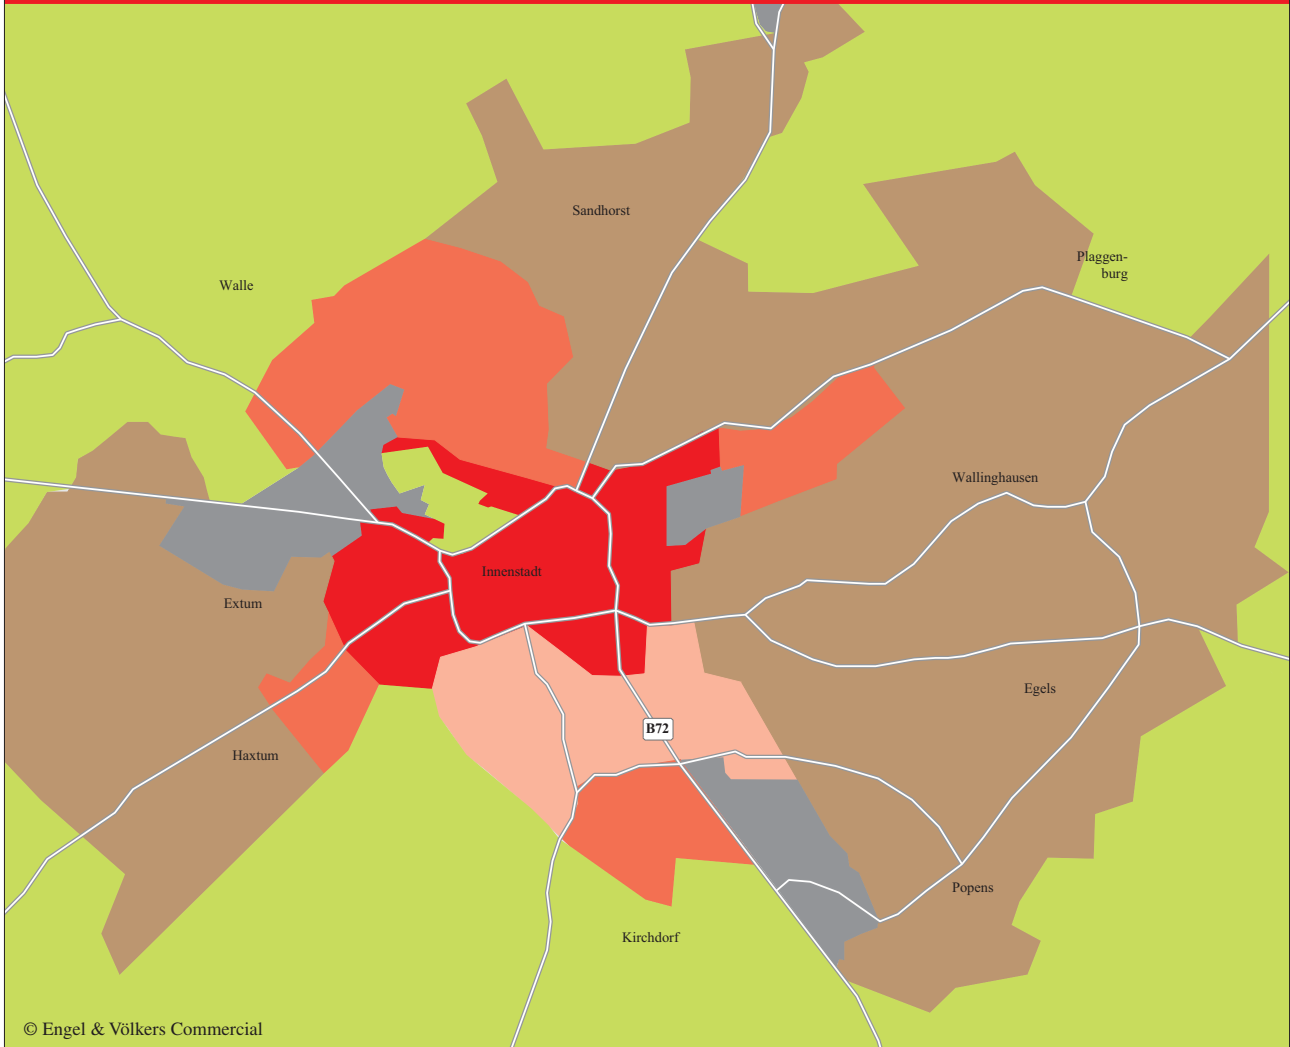 Sandhorst
Plaggen-
burg
Walle
Wallinghausen
Innenstadt
Extum
Egels
B72
Haxtum
Popens
Kirchdorf
© Engel & Völkers Commercial